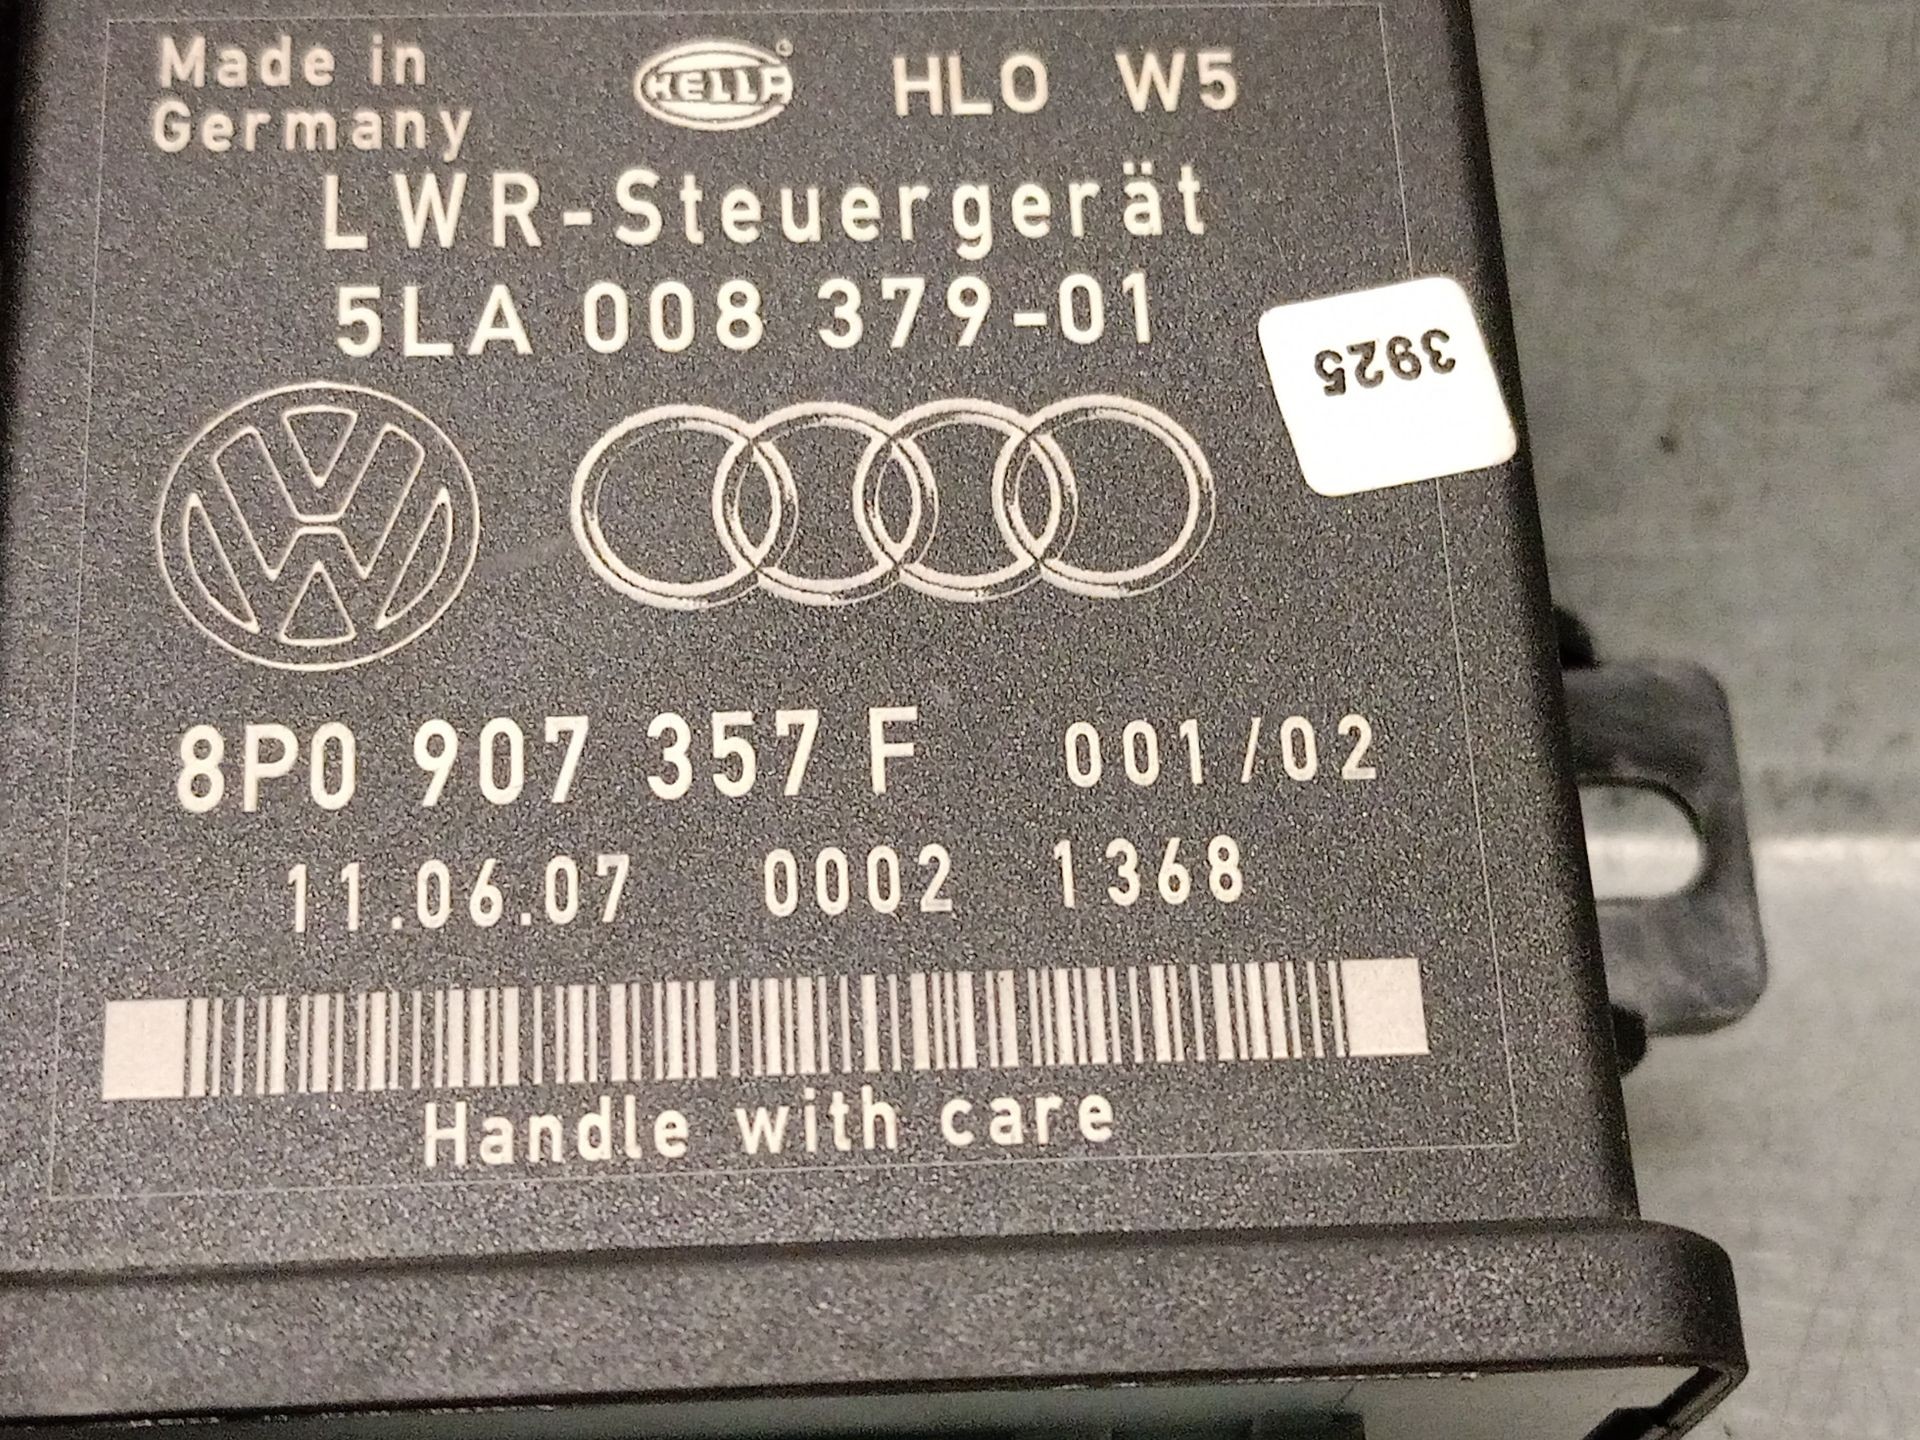 Made in
Germany
HELLA
HLO W5
LWR-Steuergerät
5LA 008 379-01
3925
8P0 907 357 F 001/02
11.06.07 0002 1368
Handle with care